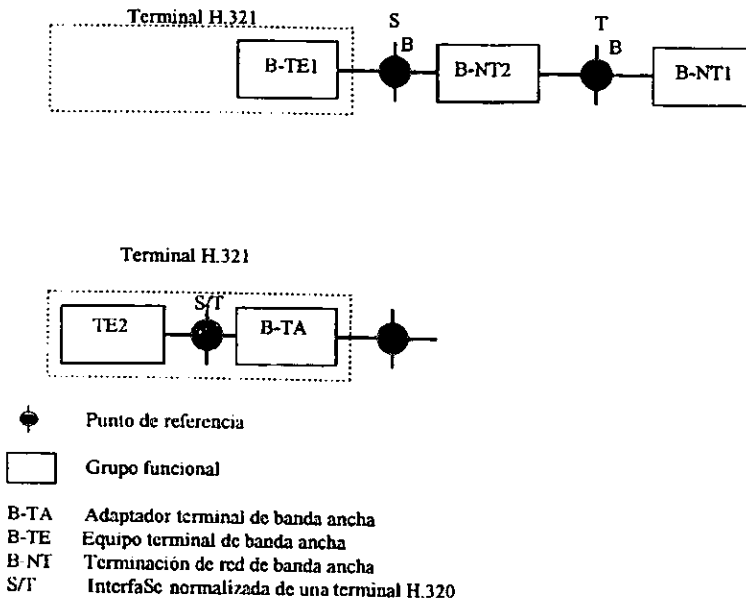 Terminal H.321
S
B
T
B
B-TE1
B-NT2
B-NT1
Terminal H.321
S/T
TE2
B-TA
Punto de referencia
Grupo funcional
B-TA Adaptador terminal de banda ancha
B-TE Equipo terminal de banda ancha
B-NT Terminación de red de banda ancha
S/T InterfaSe normalizada de una terminal H.320